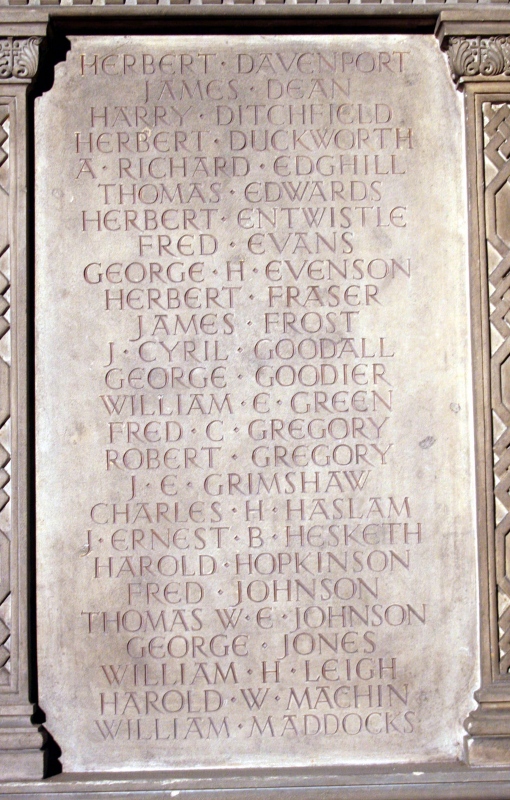 HERBERT · DAVENPORT
JAMES · DEAN
HARRY · DITCHFIELD
HERBERT · DUCKWORTH
A · RICHARD · EDGHILL
THOMAS · EDWARDS
HERBERT · ENTWISTLE
FRED · EVANS
GEORGE · H · EVENSON
HERBERT · FRASER
JAMES · FROST
J · CYRIL · GOODALL
GEORGE · GOODIER
WILLIAM · E · GREEN
FRED · C · GREGORY
ROBERT · GREGORY
J · E · GRIMSHAW
CHARLES · H · HASLAM
J · ERNEST · B · HESKETH
HAROLD · HOPKINSON
FRED · JOHNSON
THOMAS W · E · JOHNSON
GEORGE · JONES
WILLIAM · H · LEIGH
HAROLD · W · MACHIN
WILLIAM · MADDOCKS